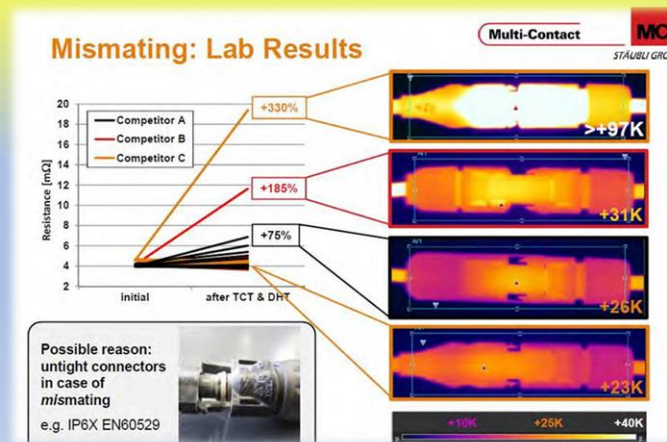 Mismating: Lab Results
Multi-Contact
MC
STÄUBLI GRO
Resistance [mΩ]
20
18
16
14
12
10
8
6
4
2
Competitor A
Competitor B
Competitor C
+330%
+185%
+75%
initial
after TCT & DHT
>+97K
+31K
+26K
+23K
+10K
+25K
+40K
Possible reason:
untight connectors
in case of
mismating
e.g. IP6X EN60529